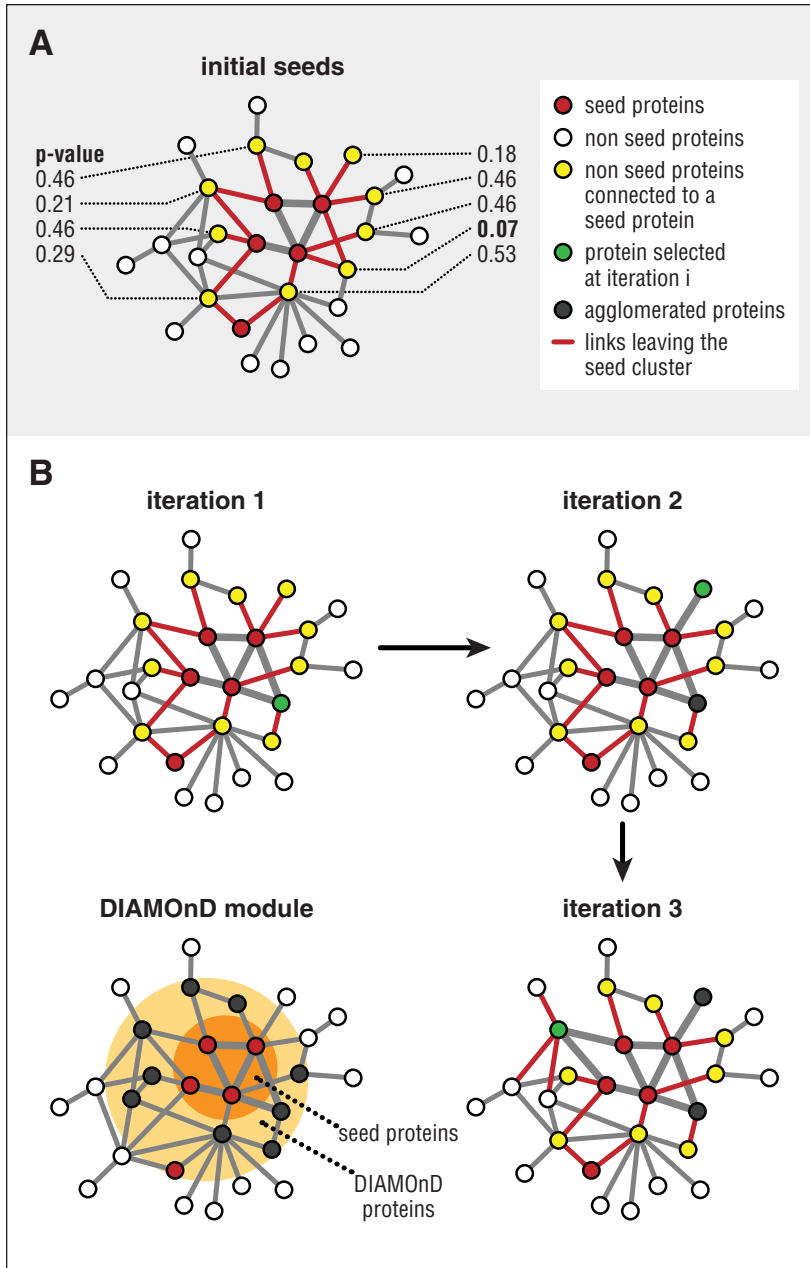 A
initial seeds
p-value
0.46
0.21
0.46
0.29
0.18
0.46
0.46
0.07
0.53
seed proteins
non seed proteins
non seed proteins
connected to a
seed protein
protein selected
at iteration i
agglomerated proteins
links leaving the
seed cluster
B
iteration 1
iteration 2
DIAMOnD module
iteration 3
seed proteins
DIAMOnD
proteins